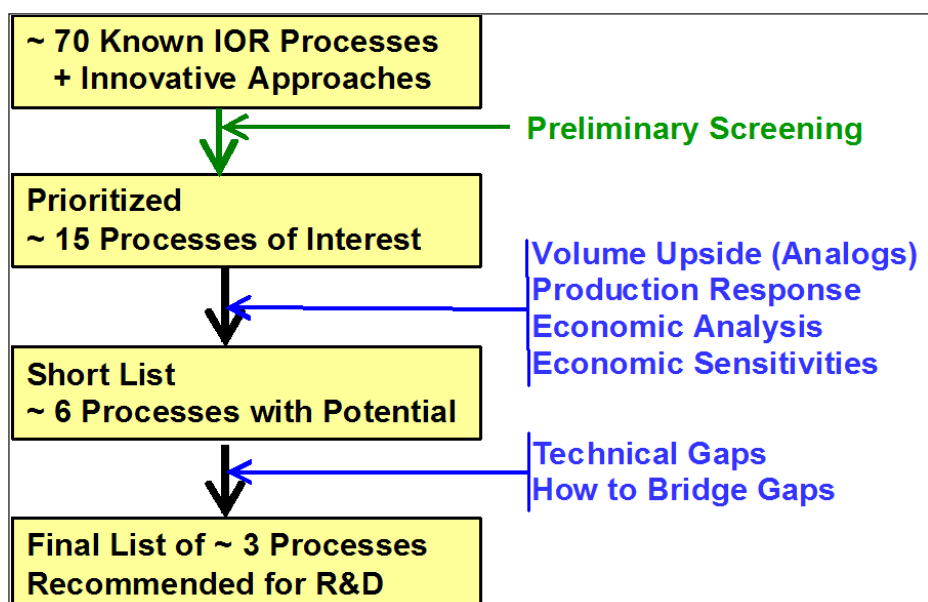 ~ 70 Known IOR Processes
+ Innovative Approaches
Preliminary Screening
Prioritized
~ 15 Processes of Interest
Volume Upside (Analogs)
Production Response
Economic Analysis
Economic Sensitivities
Short List
~ 6 Processes with Potential
Technical Gaps
How to Bridge Gaps
Final List of ~ 3 Processes
Recommended for R&D